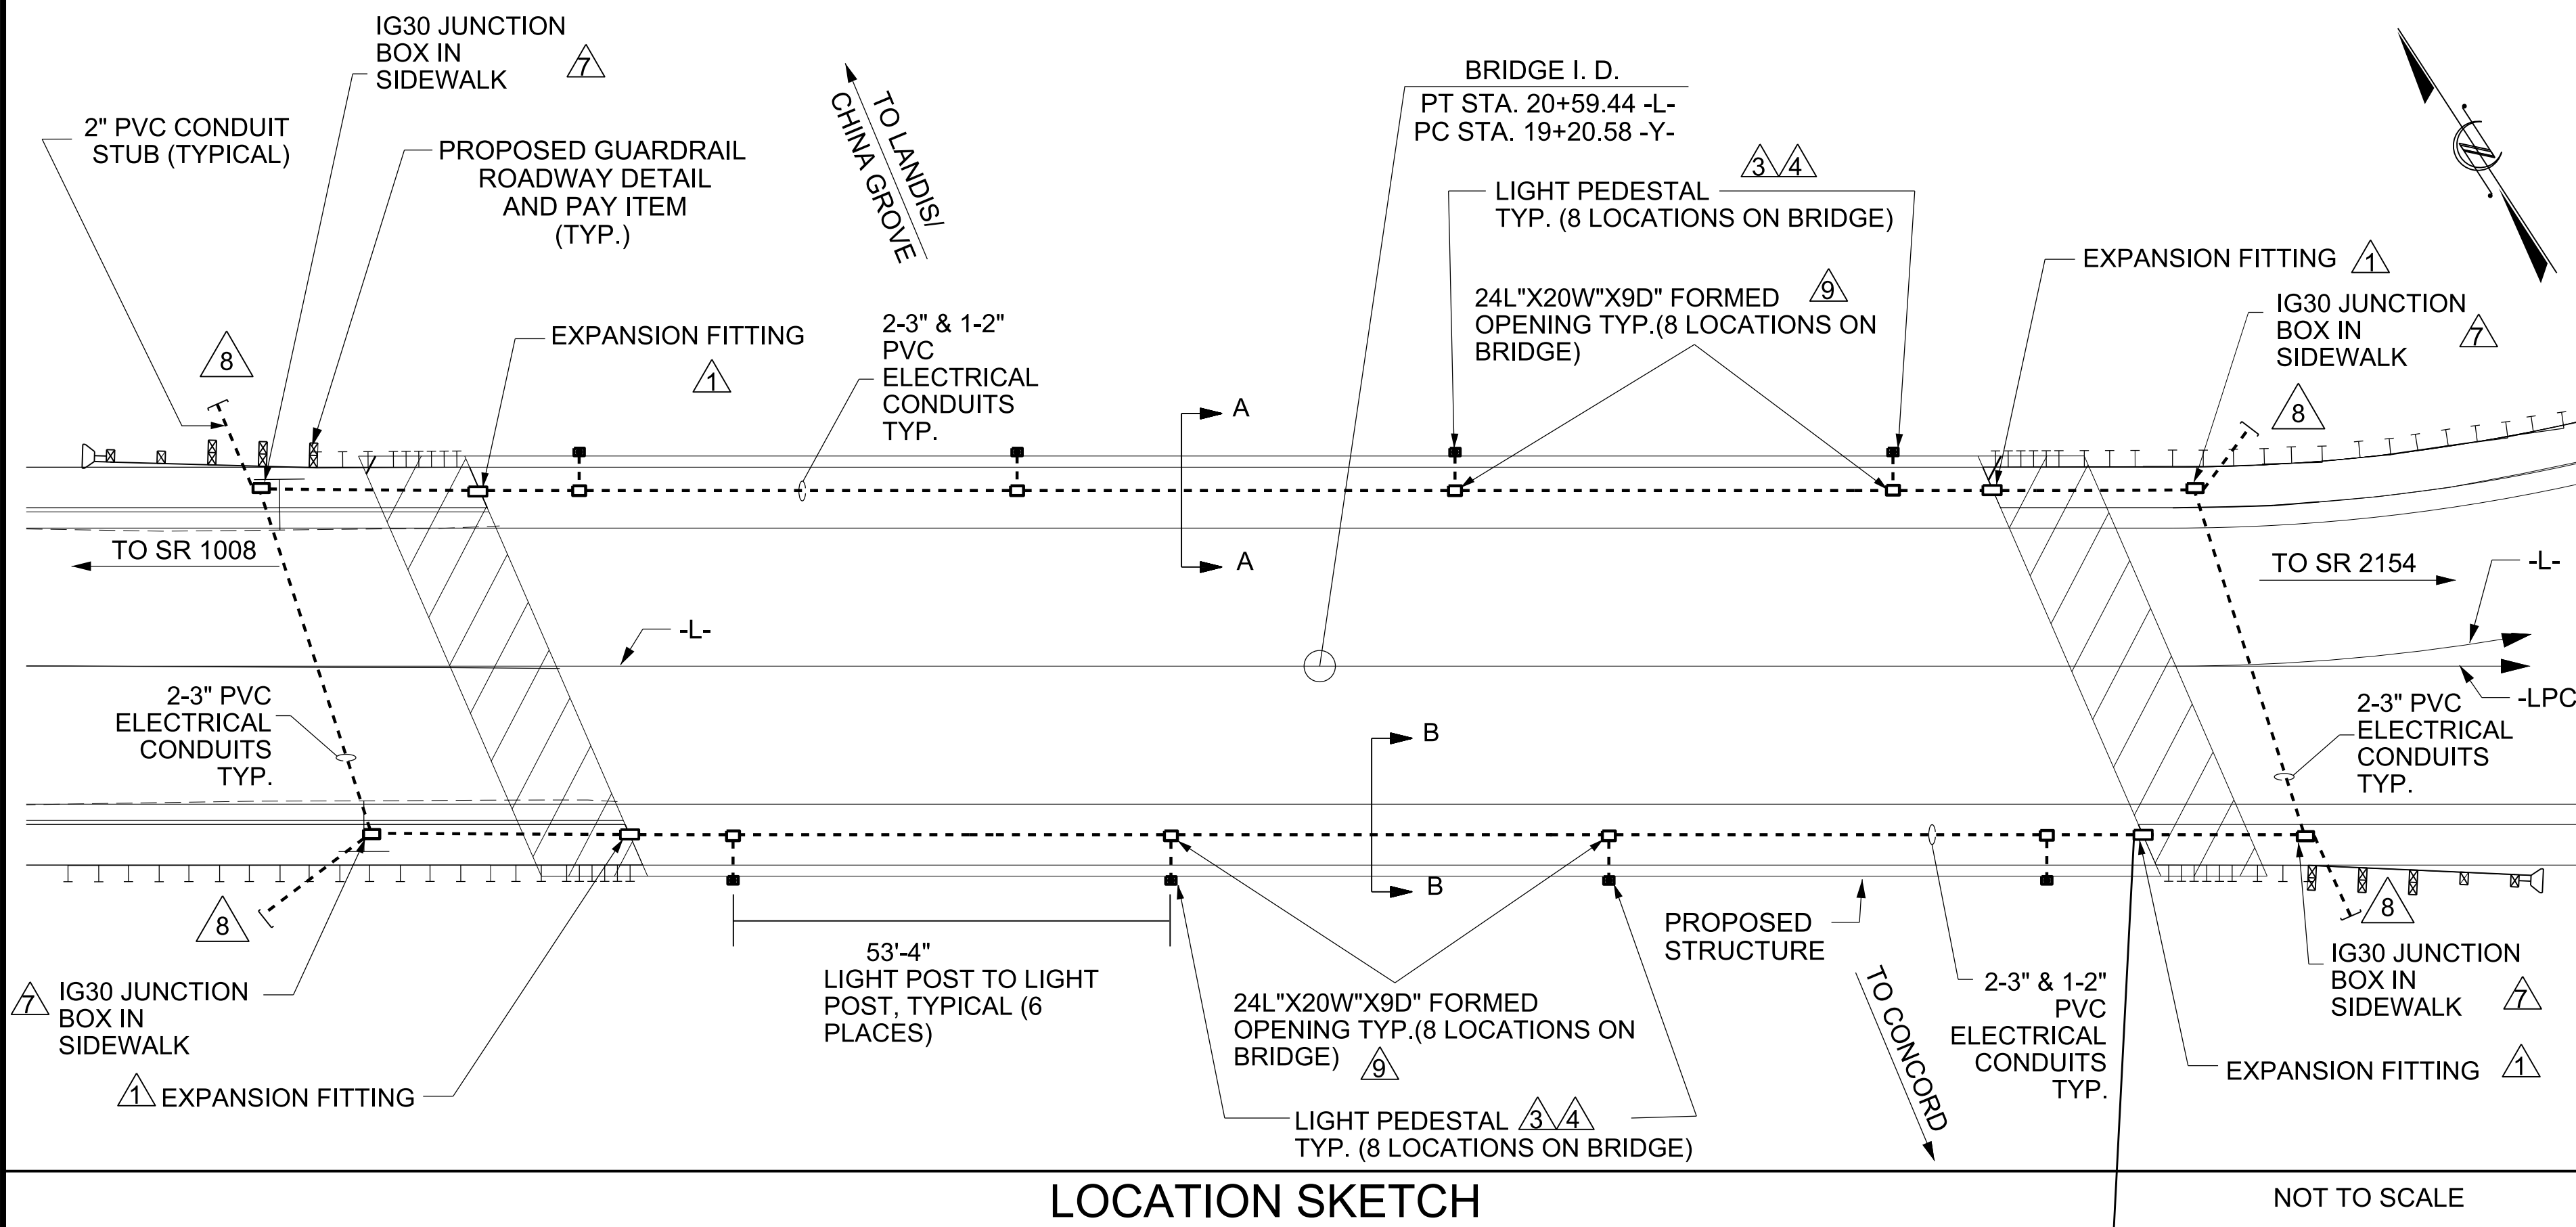 IG30 JUNCTION
BOX IN
SIDEWALK
7
2" PVC CONDUIT
STUB (TYPICAL)
PROPOSED GUARDRAIL
ROADWAY DETAIL
AND PAY ITEM
(TYP.)
TO LANDIS/
CHINA GROVE
BRIDGE I. D.
PT STA. 20+59.44 -L-
PC STA. 19+20.58 -Y-
3 4
LIGHT PEDESTAL
TYP. (8 LOCATIONS ON BRIDGE)
N
EXPANSION FITTING 1
24L"X20W"X9D" FORMED
OPENING TYP.(8 LOCATIONS ON
BRIDGE)
9
IG30 JUNCTION
BOX IN
SIDEWALK
7
8
EXPANSION FITTING
1
2-3" & 1-2"
PVC
ELECTRICAL
CONDUITS
TYP.
8
A
A
TO SR 1008
TO SR 2154
-L-
-L-
-LPC
2-3" PVC
ELECTRICAL
CONDUITS
TYP.
2-3" PVC
ELECTRICAL
CONDUITS
TYP.
B
B
8
8
53'-4"
LIGHT POST TO LIGHT
POST, TYPICAL (6
PLACES)
PROPOSED
STRUCTURE
TO CONCORD
7 IG30 JUNCTION
BOX IN
SIDEWALK
1 EXPANSION FITTING
24L"X20W"X9D" FORMED
OPENING TYP.(8 LOCATIONS ON
BRIDGE) 9
LIGHT PEDESTAL 3 4
TYP. (8 LOCATIONS ON BRIDGE)
2-3" & 1-2"
PVC
ELECTRICAL
CONDUITS
TYP.
IG30 JUNCTION
BOX IN
SIDEWALK
7
EXPANSION FITTING 1
LOCATION SKETCH
NOT TO SCALE